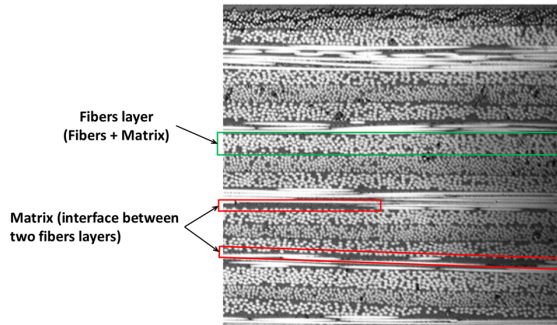 Fibers layer
(Fibers + Matrix)
Matrix (interface between
two fibers layers)